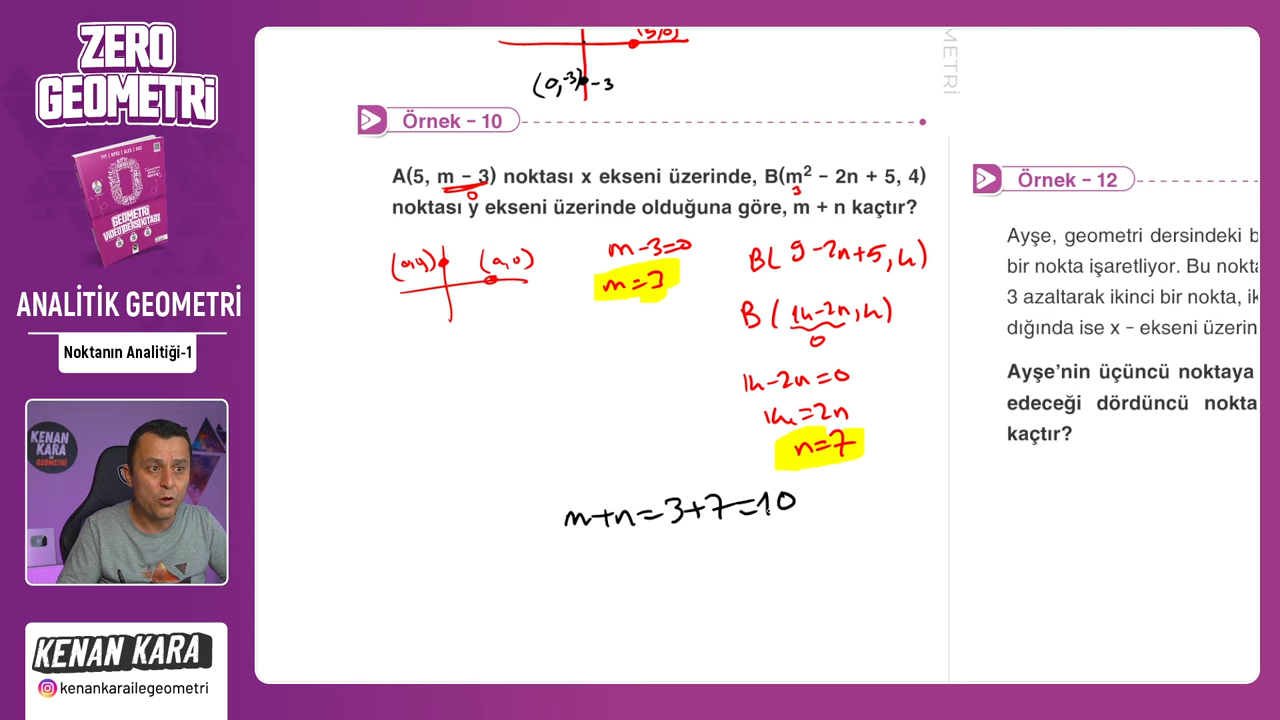 ZERO
GEOMETRi
GEOMETRİ
VIDEO DERS KİTABI
ANALİTİK GEOMETRİ
Noktanın Analitiği-1
KENAN
KARA
GEOMETRİ
KENAN KARA
kenankarailegeometri
(0,-3) -3
METRİ
Örnek – 10
A(5, m – 3) noktası x ekseni üzerinde, B(m² – 2n + 5, 4)
0 3
noktası y ekseni üzerinde olduğuna göre, m + n kaçtır?
(0,4) (a,0)
m-3=0
m=3
B( 9-2n+5, 4)
B ( 14-2n, 4)
0
14-2n=0
14=2n
n=7
m+n=3+7=10
Örnek – 12
Ayşe, geometri dersindeki b
bir nokta işaretliyor. Bu nokt
3 azaltarak ikinci bir nokta, ik
dığında ise x – ekseni üzerin
Ayşe’nin üçüncü noktaya
edeceği dördüncü nokta
kaçtır?